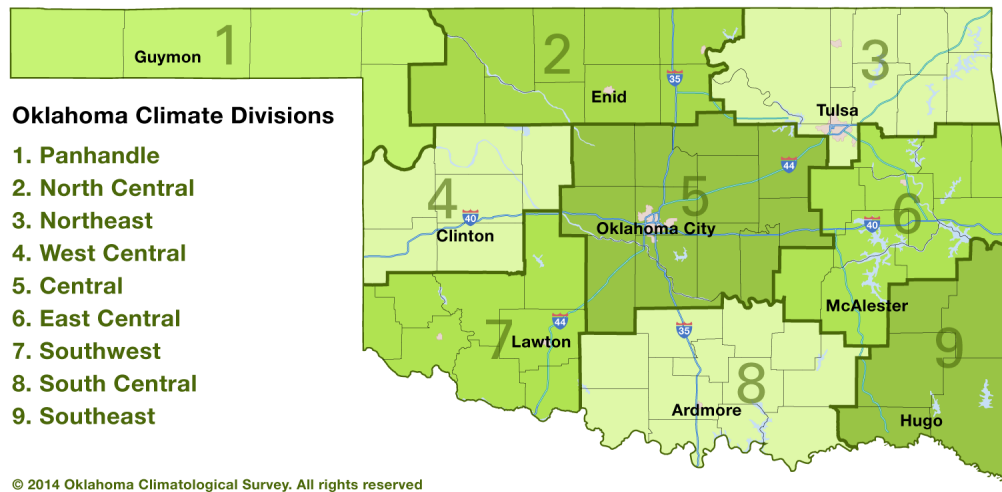 1
2
3
Guymon
35
Enid
Oklahoma Climate Divisions
Tulsa
1. Panhandle
2. North Central
3. Northeast
4. West Central
5. Central
6. East Central
7. Southwest
8. South Central
9. Southeast
44
4
5
6
40
Clinton
Oklahoma City
40
McAlester
44
7
Lawton
35
8
9
Ardmore
Hugo
© 2014 Oklahoma Climatological Survey. All rights reserved